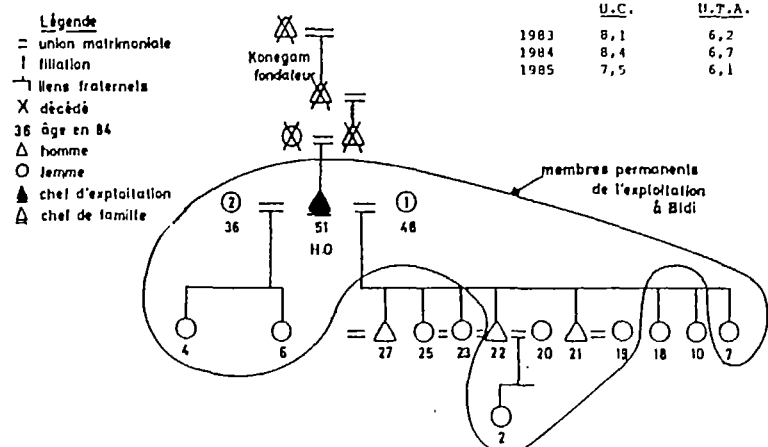 Légende
= union matrimoniale
filiation
liens fraternels
X décédé
36 âge en 84
△ homme
○ femme
▲ chef d'exploitation
△ chef de famille
Konegam
fondateur
U.C. U.T.A.
1983 8,1 6,2
1984 8,4 6,7
1985 7,5 6,1
membres permanents
de l'exploitation
à Bidi
2 1
36 51 48
H.O
4 6 27 25 23 22 20 21 19 18 10 7
2